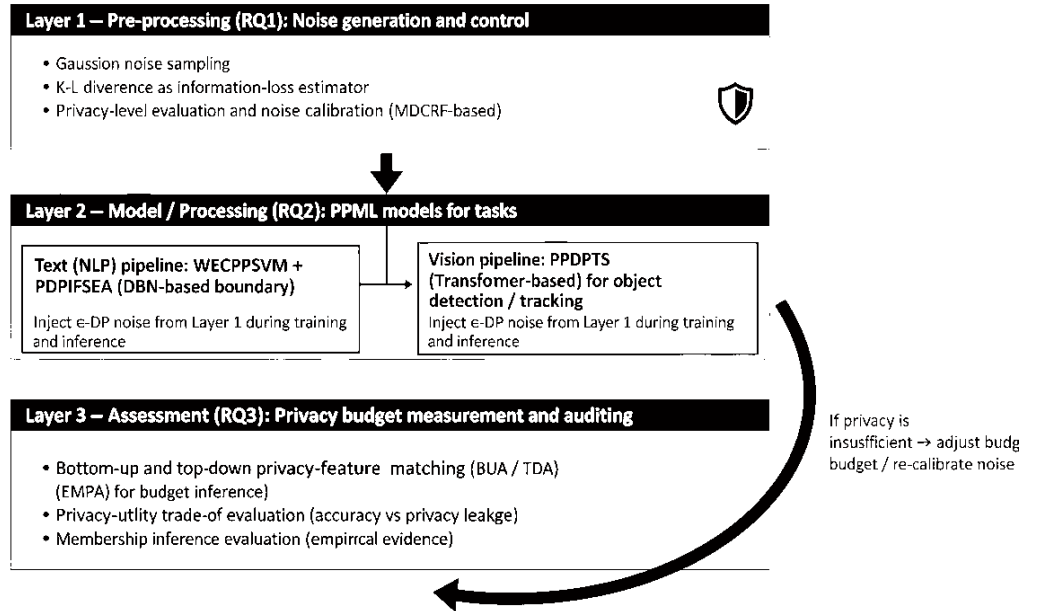 Layer 1 – Pre-processing (RQ1): Noise generation and control
• Gaussion noise sampling
• K-L diverence as information-loss estimator
• Privacy-level evaluation and noise calibration (MDCRF-based)
Layer 2 – Model / Processing (RQ2): PPML models for tasks
Text (NLP) pipeline: WECPPSVM +
PDPIFSEA (DBN-based boundary)
Inject ϵ-DP noise from Layer 1 during training
and inference
Vision pipeline: PPDPTS
(Transfomer-based) for object
detection / tracking
Inject ϵ-DP noise from Layer 1 during training
and inference
Layer 3 – Assessment (RQ3): Privacy budget measurement and auditing
• Bottom-up and top-down privacy-feature matching (BUA / TDA)
(EMPA) for budget inference)
• Privacy-utlity trade-of evaluation (accuracy vs privacy leakge)
• Membership inference evaluation (empirrcal evidence)
If privacy is
insusfficient → adjust budg
budget / re-calibrate noise